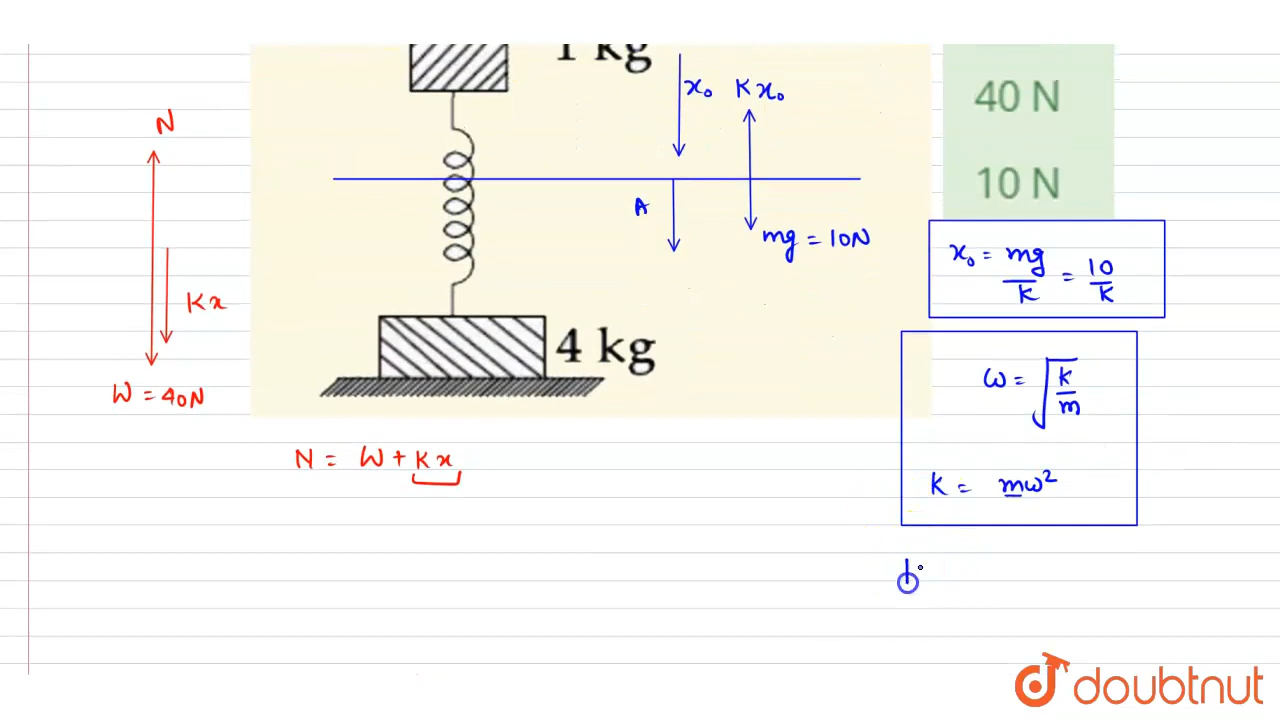 1 kg
40 N
10 N
x₀ Kx₀
N
A
mg = 10N
x₀ = mg/K = 10/K
Kx
4 kg
W = 40N
ω = √(K/m)
N = W + Kx
K = mω²
doubtnut